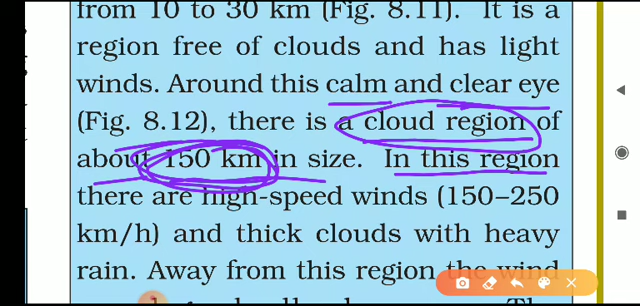 from 10 to 30 km (Fig. 8.11). It is a
region free of clouds and has light
winds. Around this calm and clear eye
(Fig. 8.12), there is a cloud region of
about 150 km in size. In this region
there are high-speed winds (150–250
km/h) and thick clouds with heavy
rain. Away from this region the wind